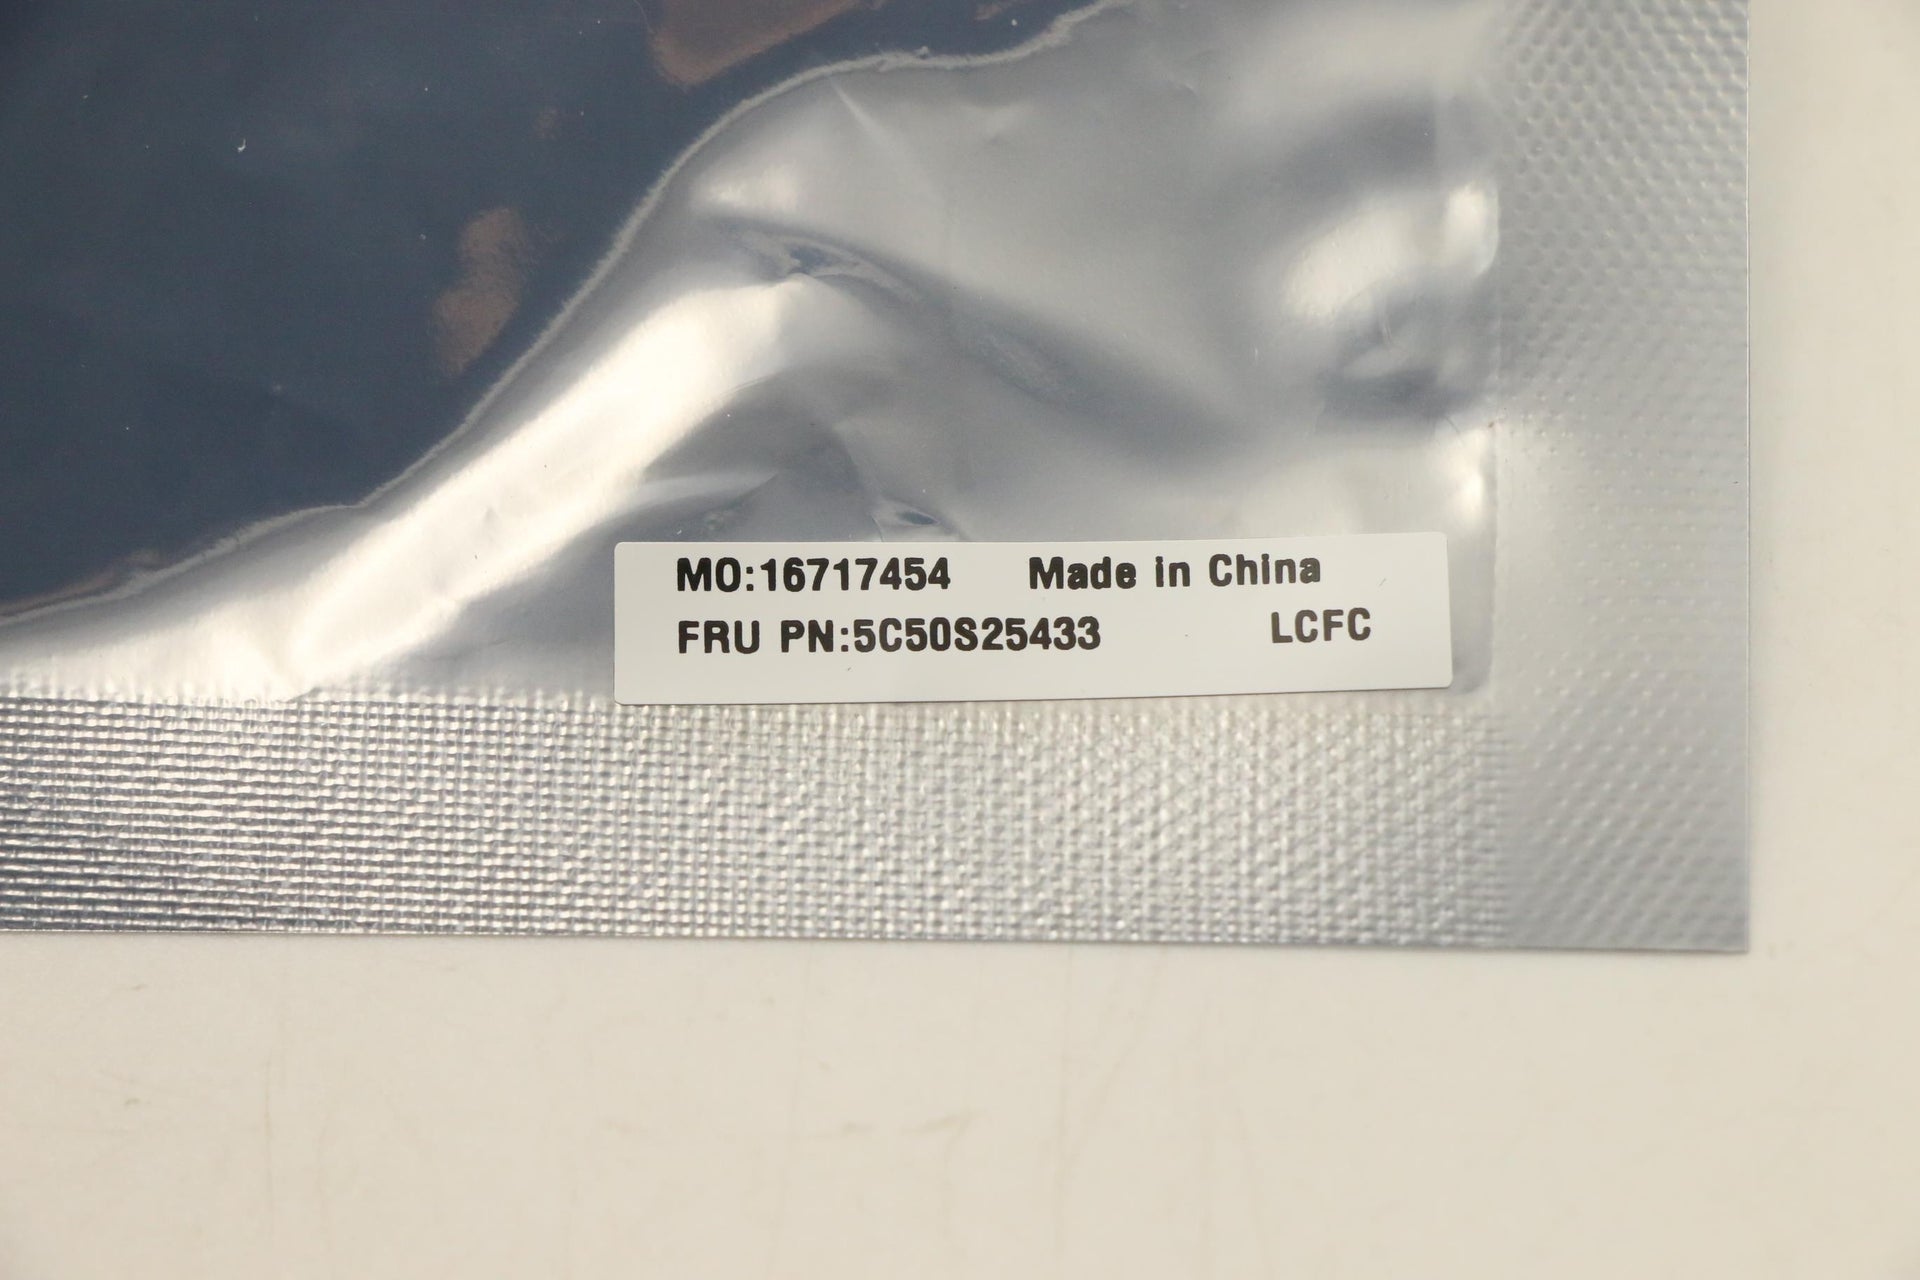 MO:16717454 Made in China
FRU PN:5C50S25433 LCFC